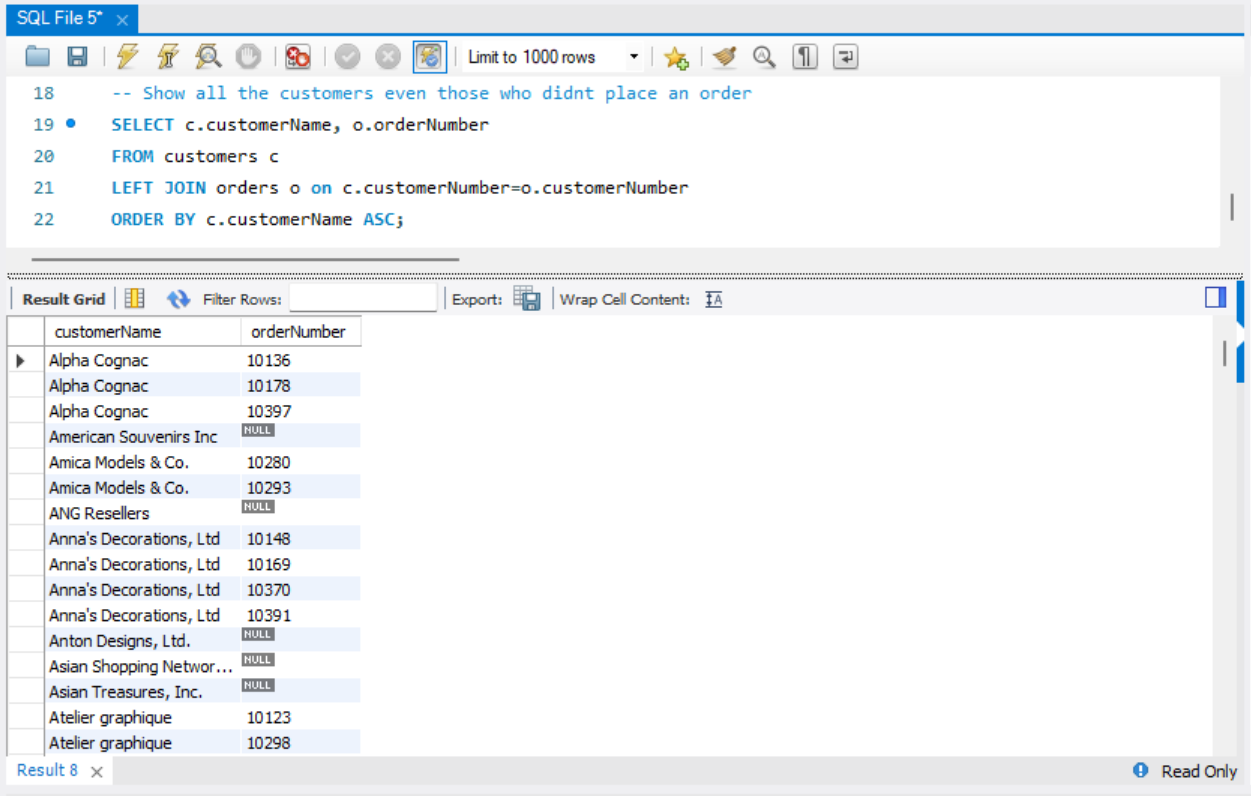 SQL File 5* ×
Limit to 1000 rows
18 -- Show all the customers even those who didnt place an order
19 SELECT c.customerName, o.orderNumber
20 FROM customers c
21 LEFT JOIN orders o on c.customerNumber=o.customerNumber
22 ORDER BY c.customerName ASC;
Result Grid Filter Rows: Export: Wrap Cell Content: IA
customerName orderNumber
Alpha Cognac 10136
Alpha Cognac 10178
Alpha Cognac 10397
American Souvenirs Inc NULL
Amica Models & Co. 10280
Amica Models & Co. 10293
ANG Resellers NULL
Anna's Decorations, Ltd 10148
Anna's Decorations, Ltd 10169
Anna's Decorations, Ltd 10370
Anna's Decorations, Ltd 10391
Anton Designs, Ltd. NULL
Asian Shopping Networ... NULL
Asian Treasures, Inc. NULL
Atelier graphique 10123
Atelier graphique 10298
Result 8 × Read Only